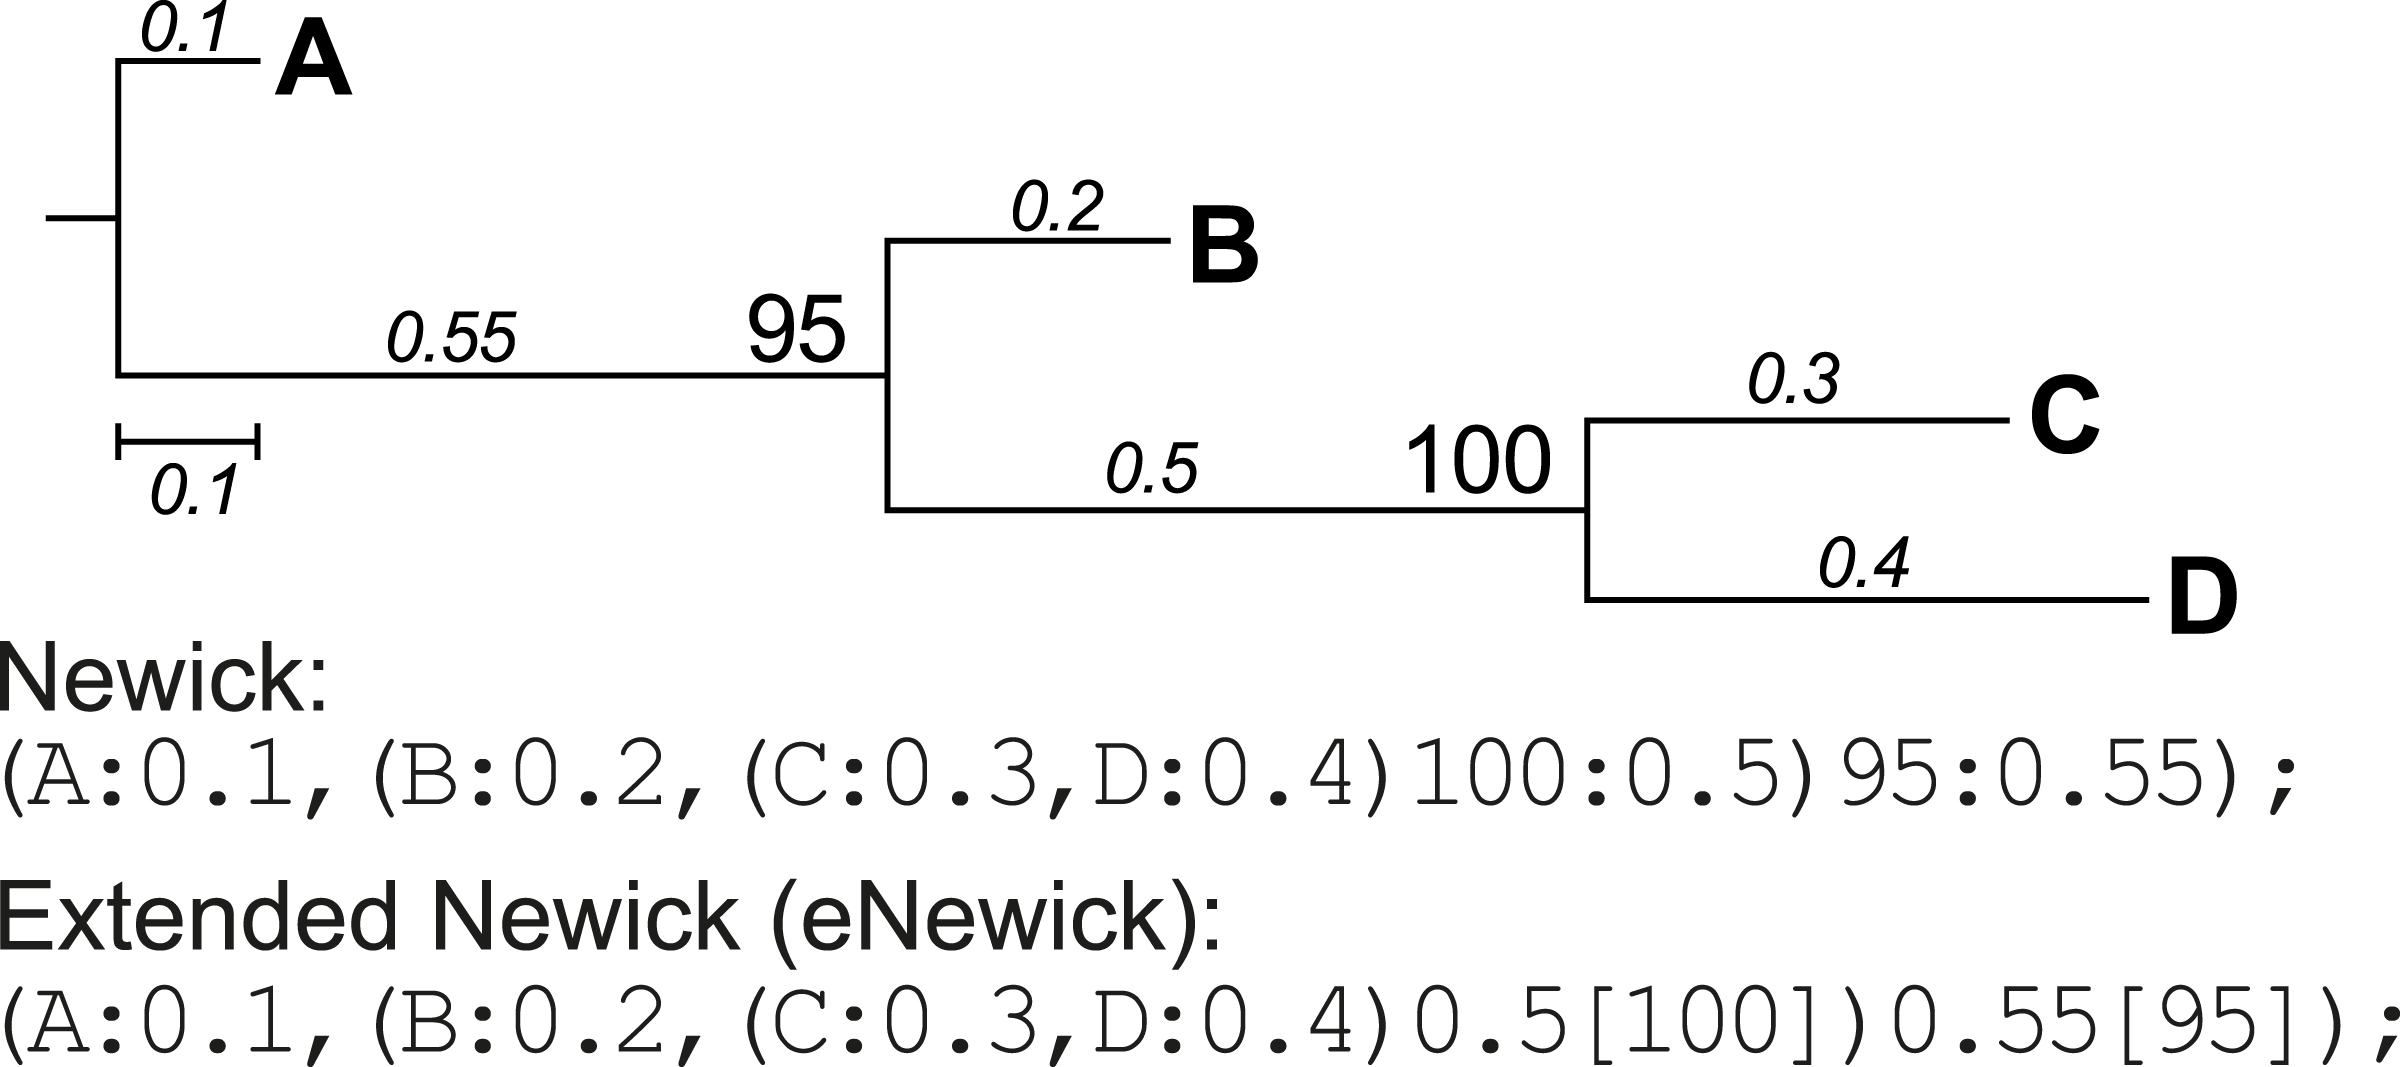 0.1 A
0.2 B
0.55 95
0.3 C
0.5 100
0.1
0.4 D
Newick:
(A:0.1,(B:0.2,(C:0.3,D:0.4)100:0.5)95:0.55);
Extended Newick (eNewick):
(A:0.1,(B:0.2,(C:0.3,D:0.4)0.5[100])0.55[95]);